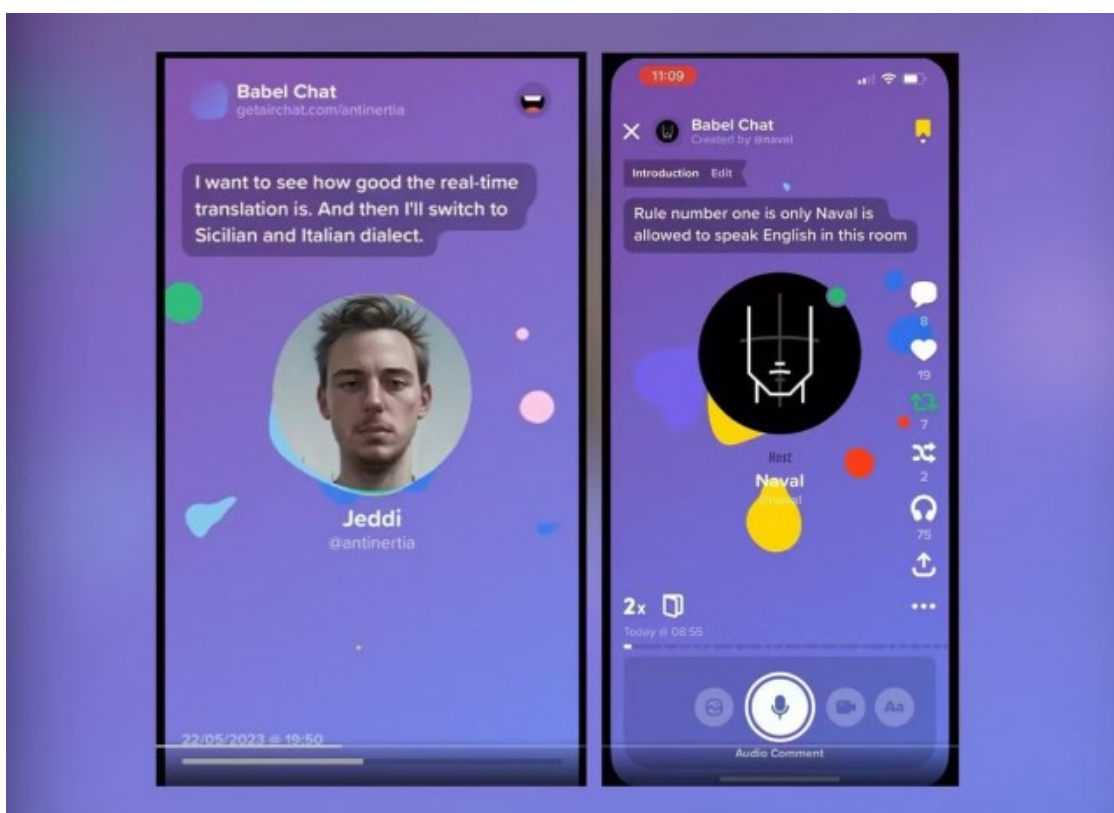 Babel Chat
getairchat.com/antinertia
I want to see how good the real-time
translation is. And then I'll switch to
Sicilian and Italian dialect.
Jeddi
@antinertia
22/05/2023 @ 19:50
11:09
Babel Chat
Created by @naval
Introduction Edit
Rule number one is only Naval is
allowed to speak English in this room
8
19
7
2
75
Host
Naval
@naval
2x
Today @ 08:55
Aa
Audio Comment